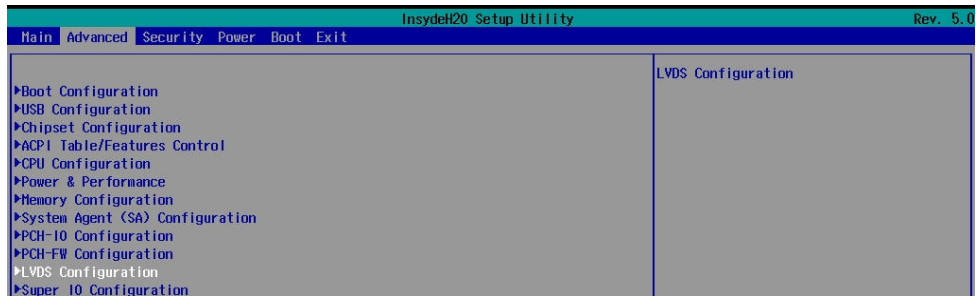 InsydeH20 Setup Utility Rev. 5.0
Main Advanced Security Power Boot Exit
LVDS Configuration
▶Boot Configuration
▶USB Configuration
▶Chipset Configuration
▶ACPI Table/Features Control
▶CPU Configuration
▶Power & Performance
▶Memory Configuration
▶System Agent (SA) Configuration
▶PCH-IO Configuration
▶PCH-FW Configuration
▶LVDS Configuration
▶Super IO Configuration